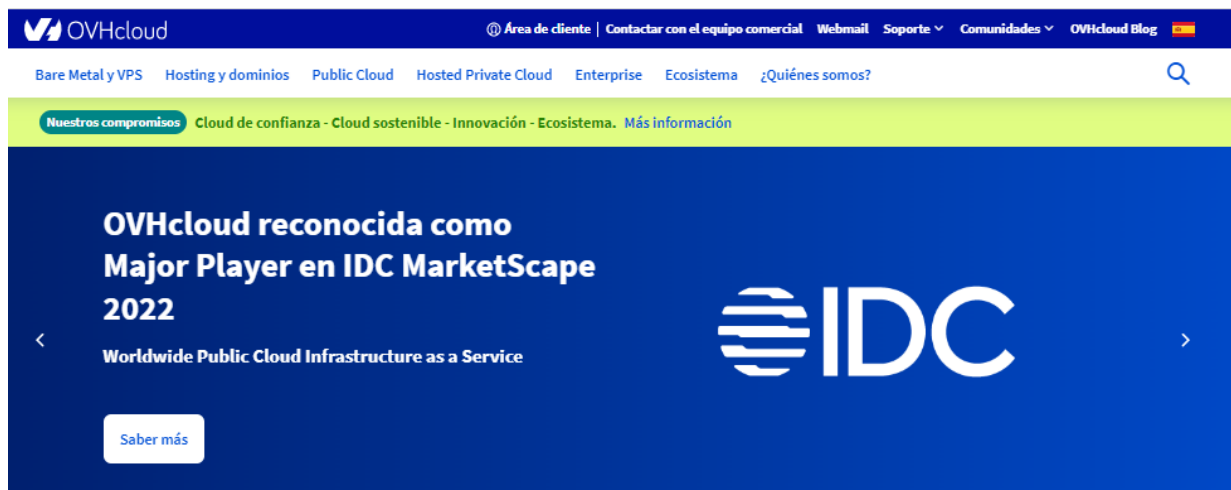 OVHcloud
Área de cliente | Contactar con el equipo comercial Webmail Soporte Comunidades OVHcloud Blog
Bare Metal y VPS Hosting y dominios Public Cloud Hosted Private Cloud Enterprise Ecosistema ¿Quiénes somos?
Nuestros compromisos Cloud de confianza - Cloud sostenible - Innovación - Ecosistema. Más información
OVHcloud reconocida como
Major Player en IDC MarketScape
2022
Worldwide Public Cloud Infrastructure as a Service
IDC
Saber más